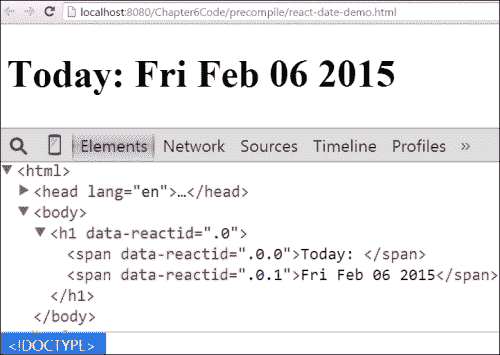 localhost:8080/Chapter6Code/precompile/react-date-demo.html
Today: Fri Feb 06 2015
Elements Network Sources Timeline Profiles »
▼<html>
▶<head lang="en">…</head>
▼<body>
▼<h1 data-reactid=".0">
<span data-reactid=".0.0">Today: </span>
<span data-reactid=".0.1">Fri Feb 06 2015</span>
</h1>
</body>
<!DOCTYPE>